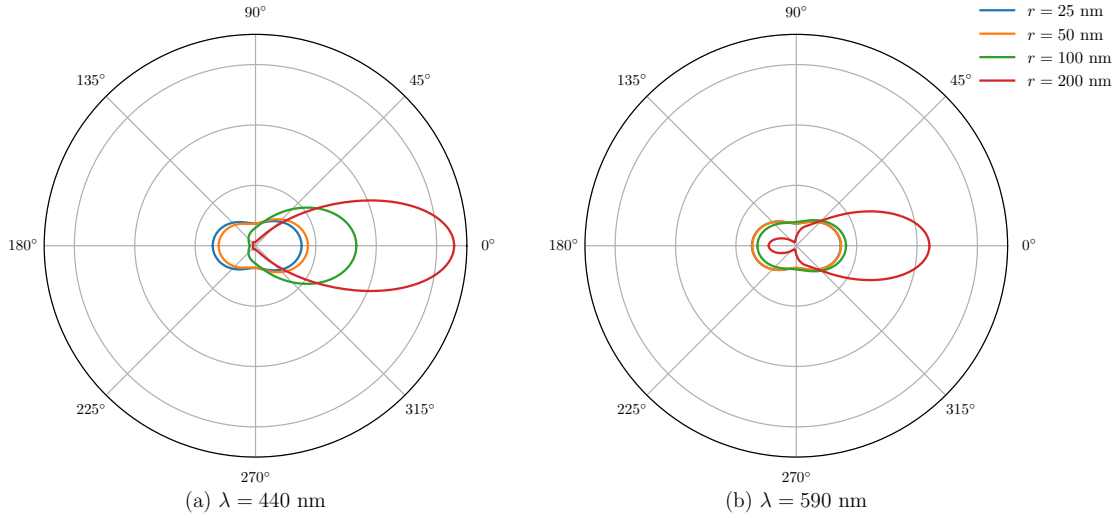 90°
135°
45°
180°
0°
225°
315°
270°
(a) λ = 440 nm
90°
135°
45°
180°
0°
225°
315°
270°
(b) λ = 590 nm
r = 25 nm
r = 50 nm
r = 100 nm
r = 200 nm